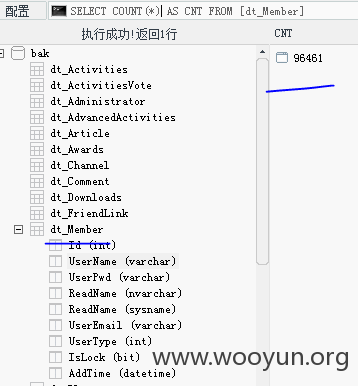 配置 SELECT COUNT(*) AS CNT FROM [dt_Member]
执行成功!返回1行 CNT
bak 96461
dt_Activities
dt_ActivitiesVote
dt_Administrator
dt_AdvancedActivities
dt_Article
dt_Awards
dt_Channel
dt_Comment
dt_Downloads
dt_FriendLink
dt_Member
Id (int)
UserName (varchar)
UserPwd (varchar)
ReadName (nvarchar)
ReadName (sysname)
UserEmail (varchar)
UserType (int)
IsLock (bit)
AddTime (datetime)
www.wooyun.org